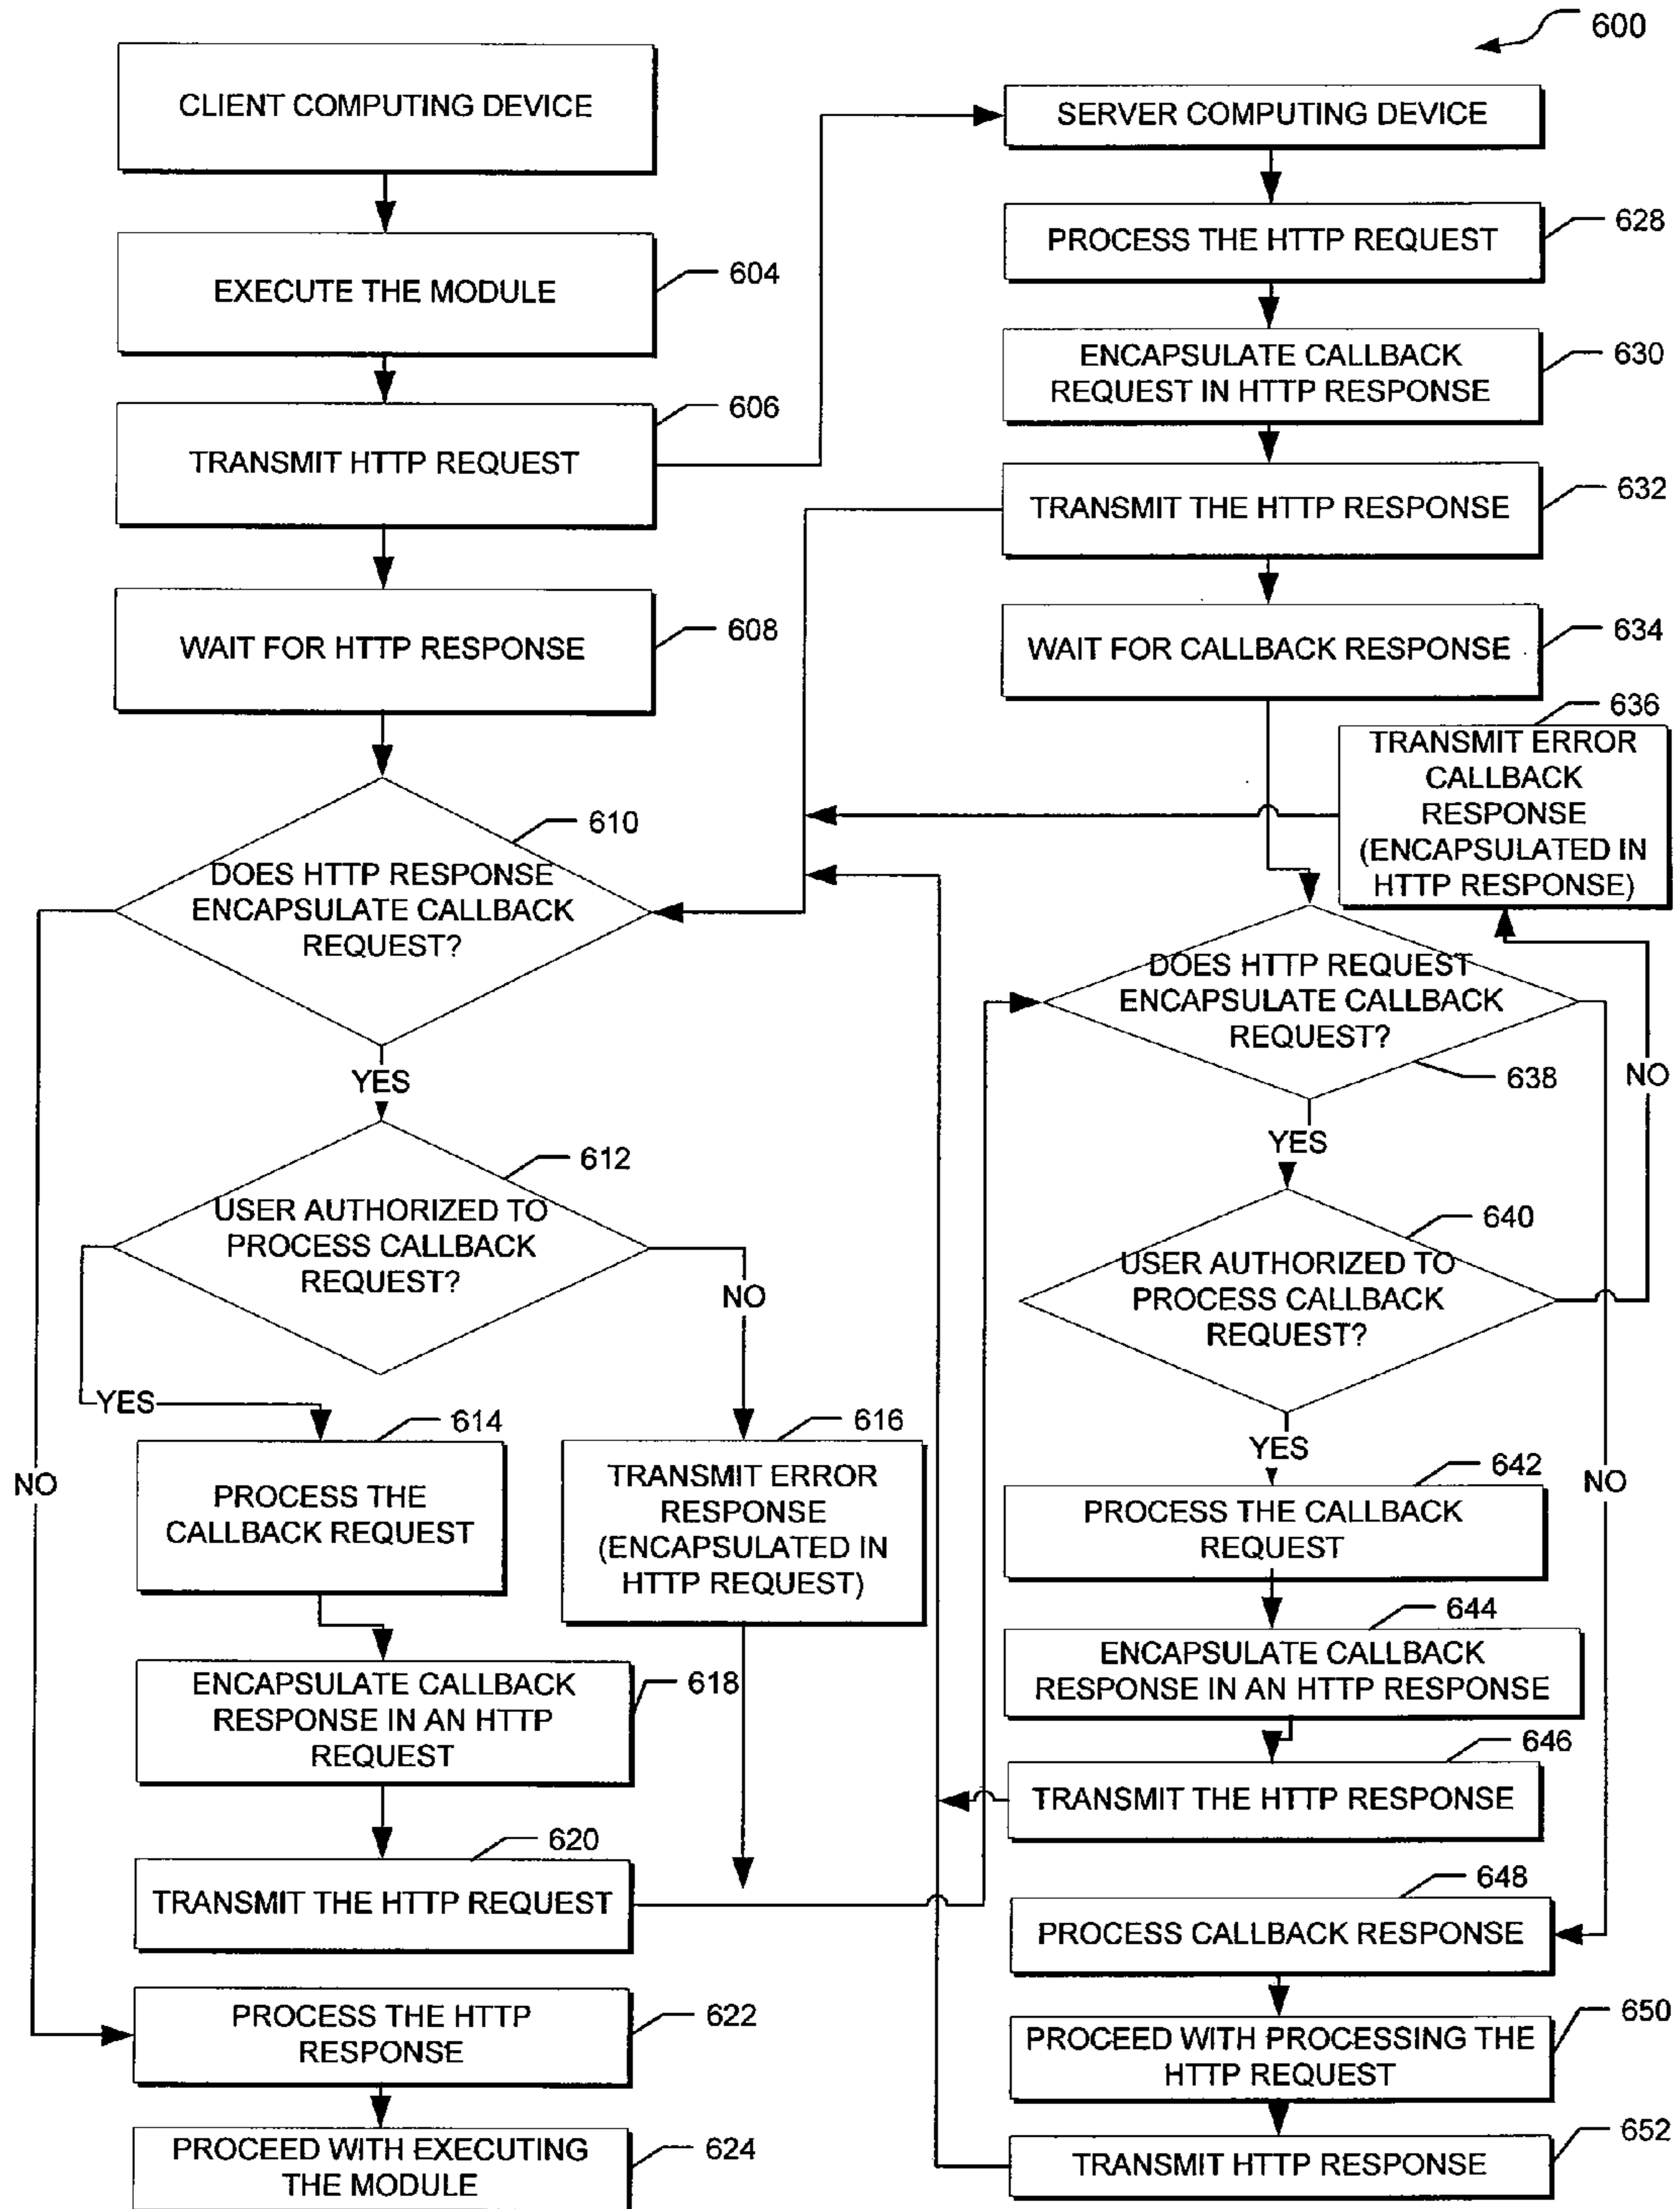 600
CLIENT COMPUTING DEVICE
EXECUTE THE MODULE
604
TRANSMIT HTTP REQUEST
606
WAIT FOR HTTP RESPONSE
608
DOES HTTP RESPONSE
ENCAPSULATE CALLBACK
REQUEST?
610
YES
NO
USER AUTHORIZED TO
PROCESS CALLBACK
REQUEST?
612
YES
NO
PROCESS THE
CALLBACK REQUEST
614
TRANSMIT ERROR
RESPONSE
(ENCAPSULATED IN
HTTP REQUEST)
616
ENCAPSULATE CALLBACK
RESPONSE IN AN HTTP
REQUEST
618
TRANSMIT THE HTTP REQUEST
620
PROCESS THE HTTP
RESPONSE
622
PROCEED WITH EXECUTING
THE MODULE
624
SERVER COMPUTING DEVICE
PROCESS THE HTTP REQUEST
628
ENCAPSULATE CALLBACK
REQUEST IN HTTP RESPONSE
630
TRANSMIT THE HTTP RESPONSE
632
WAIT FOR CALLBACK RESPONSE
634
636
TRANSMIT ERROR
CALLBACK
RESPONSE
(ENCAPSULATED IN
HTTP RESPONSE)
DOES HTTP REQUEST
ENCAPSULATE CALLBACK
REQUEST?
638
YES
NO
USER AUTHORIZED TO
PROCESS CALLBACK
REQUEST?
640
YES
NO
PROCESS THE CALLBACK
REQUEST
642
ENCAPSULATE CALLBACK
RESPONSE IN AN HTTP RESPONSE
644
TRANSMIT THE HTTP RESPONSE
646
PROCESS CALLBACK RESPONSE
648
PROCEED WITH PROCESSING THE
HTTP REQUEST
650
TRANSMIT HTTP RESPONSE
652